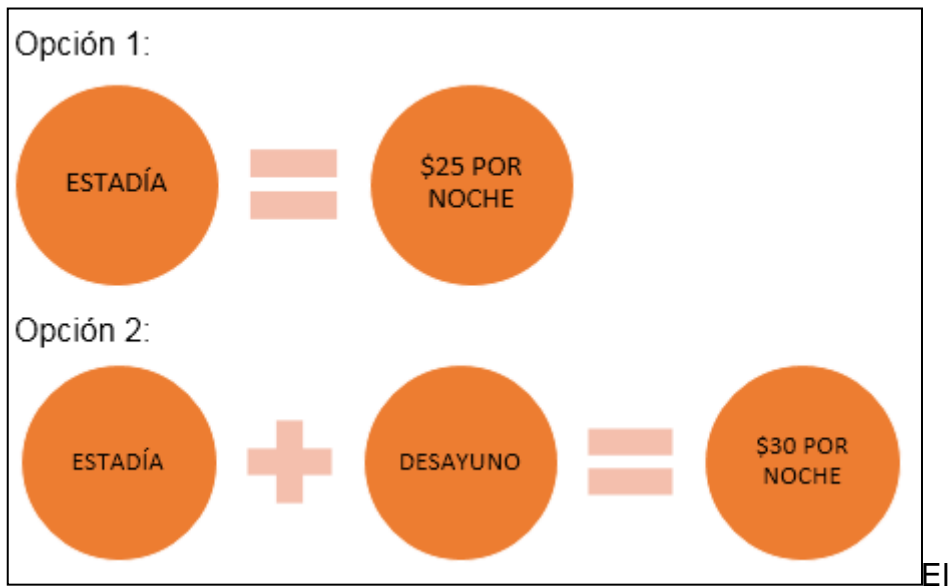 Opción 1:
ESTADÍA
$25 POR
NOCHE
Opción 2:
ESTADÍA
DESAYUNO
$30 POR
NOCHE
El